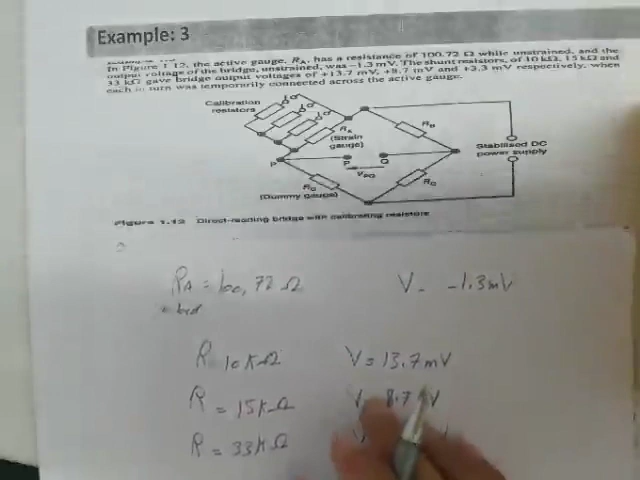 Example: 3
In Figure 1.12, the active gauge, RA, has a resistance of 100.72 Ω while unstrained, and the
output voltage of the bridge, unstrained, was −1.3 mV. The shunt resistors, of 10 kΩ, 15 kΩ and
33 kΩ gave bridge output voltages of +13.7 mV, +8.7 mV and +3.3 mV respectively, when
each in turn was temporarily connected across the active gauge.
Calibration
resistors
RA
(Strain
gauge)
RB
Stabilised DC
power supply
P
P
Q
VPQ
(Dummy gauge)
Figure 1.12 Direct-reading bridge with calibrating resistors
RA = 100,72 Ω V = -1.3mV
R 10KΩ V = 13.7mV
R = 15KΩ V = 8.7 V
R = 33KΩ